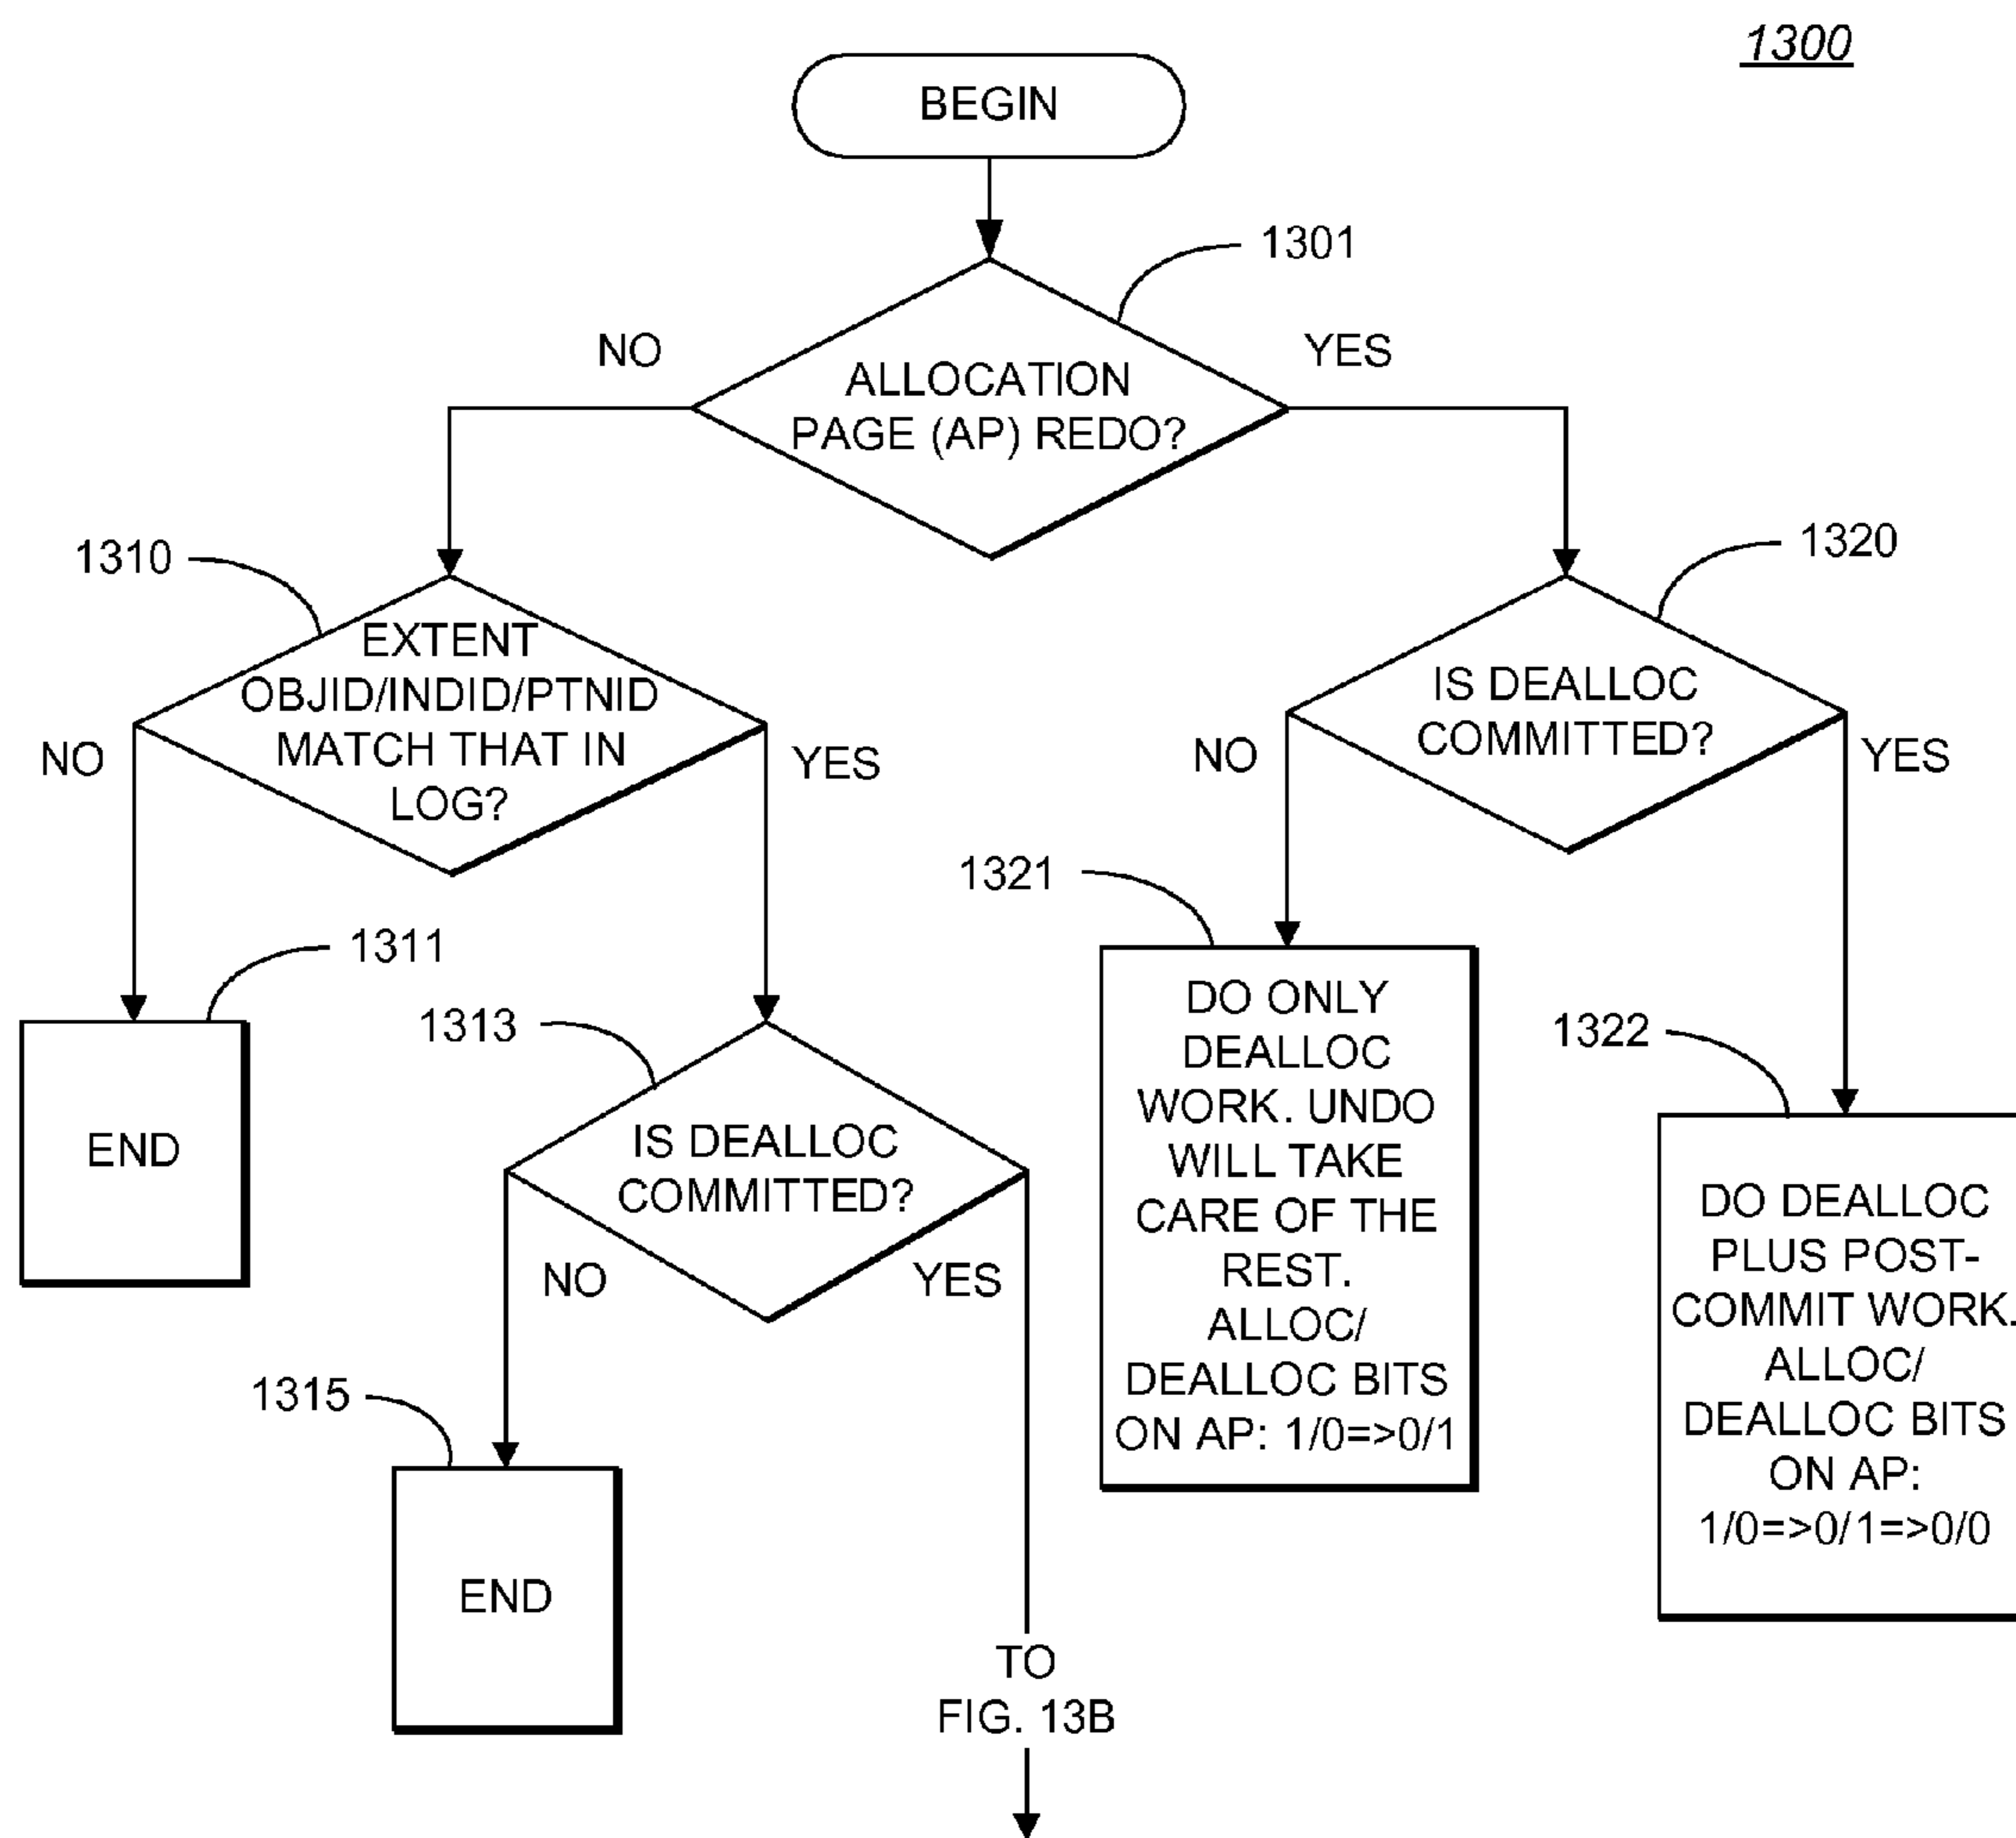 1300
BEGIN
1301
NO
YES
ALLOCATION
PAGE (AP) REDO?
1310
1320
EXTENT
OBJID/INDID/PTNID
MATCH THAT IN
LOG?
NO
YES
IS DEALLOC
COMMITTED?
NO
YES
1311
END
1313
IS DEALLOC
COMMITTED?
NO
YES
1315
END
TO
FIG. 13B
1321
DO ONLY
DEALLOC
WORK. UNDO
WILL TAKE
CARE OF THE
REST.
ALLOC/
DEALLOC BITS
ON AP: 1/0=>0/1
1322
DO DEALLOC
PLUS POST-
COMMIT WORK.
ALLOC/
DEALLOC BITS
ON AP:
1/0=>0/1=>0/0